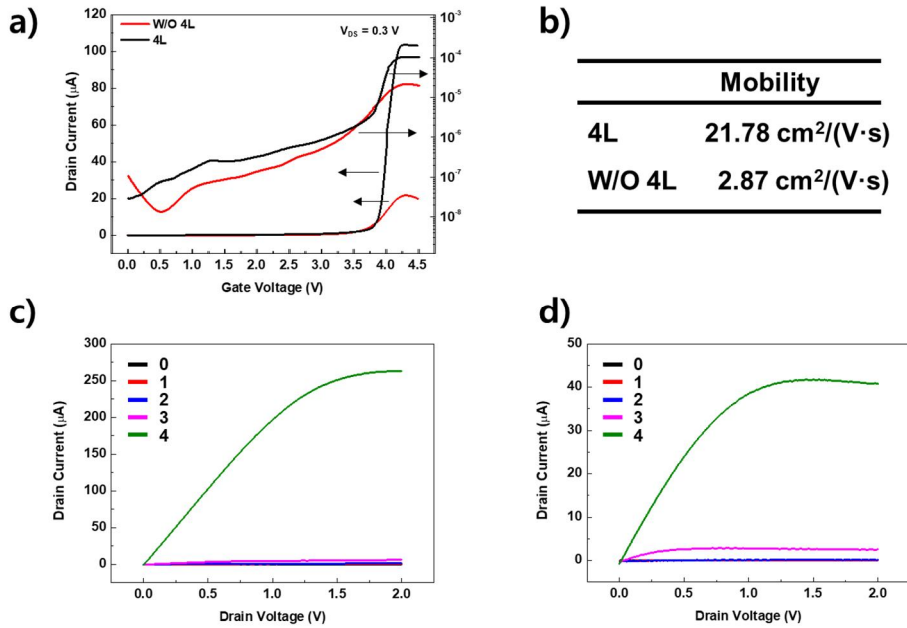 a)
W/O 4L
4L
V_DS = 0.3 V
Drain Current (μA)
120
100
80
60
40
20
0
10⁻³
10⁻⁴
10⁻⁵
10⁻⁶
10⁻⁷
10⁻⁸
0.0 0.5 1.0 1.5 2.0 2.5 3.0 3.5 4.0 4.5
Gate Voltage (V)
b)
Mobility
4L 21.78 cm²/(V·s)
W/O 4L 2.87 cm²/(V·s)
c)
Drain Current (μA)
300
250
200
150
100
50
0
0
1
2
3
4
0.0 0.5 1.0 1.5 2.0
Drain Voltage (V)
d)
Drain Current (μA)
50
40
30
20
10
0
0
1
2
3
4
0.0 0.5 1.0 1.5 2.0
Drain Voltage (V)